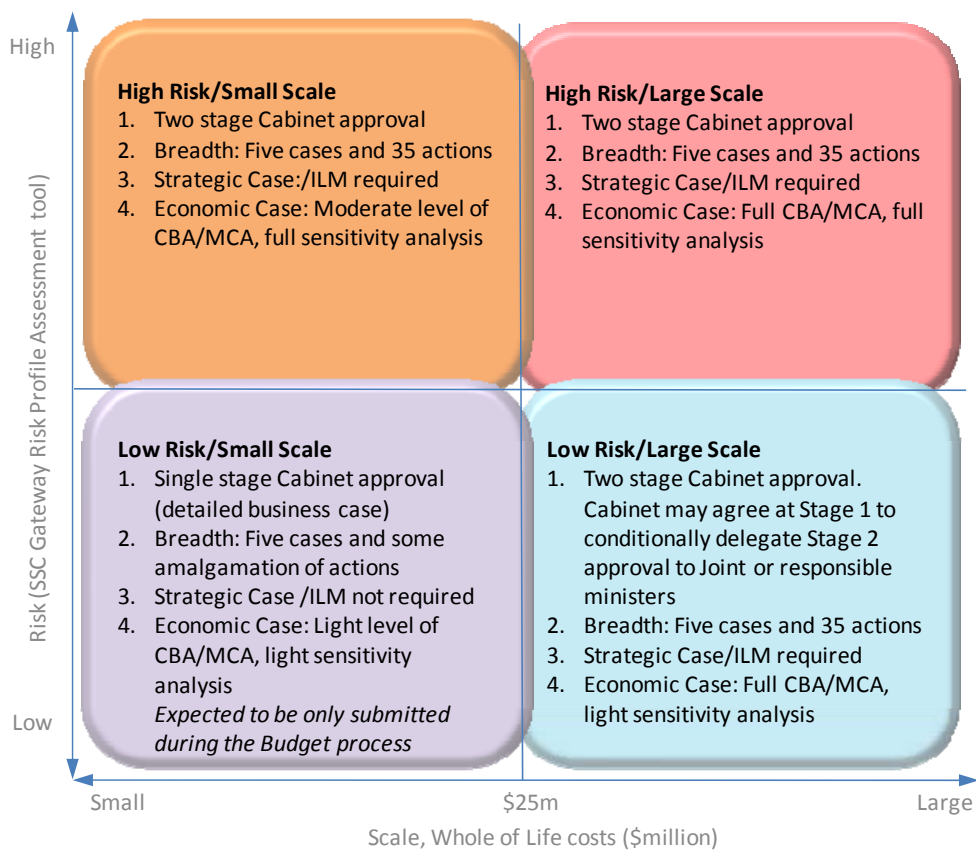 High
High Risk/Small Scale
1. Two stage Cabinet approval
2. Breadth: Five cases and 35 actions
3. Strategic Case:/ILM required
4. Economic Case: Moderate level of
CBA/MCA, full sensitivity analysis
High Risk/Large Scale
1. Two stage Cabinet approval
2. Breadth: Five cases and 35 actions
3. Strategic Case/ILM required
4. Economic Case: Full CBA/MCA, full
sensitivity analysis
Risk (SSC Gateway Risk Profile Assessment tool)
Low Risk/Small Scale
1. Single stage Cabinet approval
(detailed business case)
2. Breadth: Five cases and some
amalgamation of actions
3. Strategic Case /ILM not required
4. Economic Case: Light level of
CBA/MCA, light sensitivity
analysis
Expected to be only submitted
during the Budget process
Low Risk/Large Scale
1. Two stage Cabinet approval.
Cabinet may agree at Stage 1 to
conditionally delegate Stage 2
approval to Joint or responsible
ministers
2. Breadth: Five cases and 35 actions
3. Strategic Case/ILM required
4. Economic Case: Full CBA/MCA,
light sensitivity analysis
Low
Small
$25m
Large
Scale, Whole of Life costs ($million)